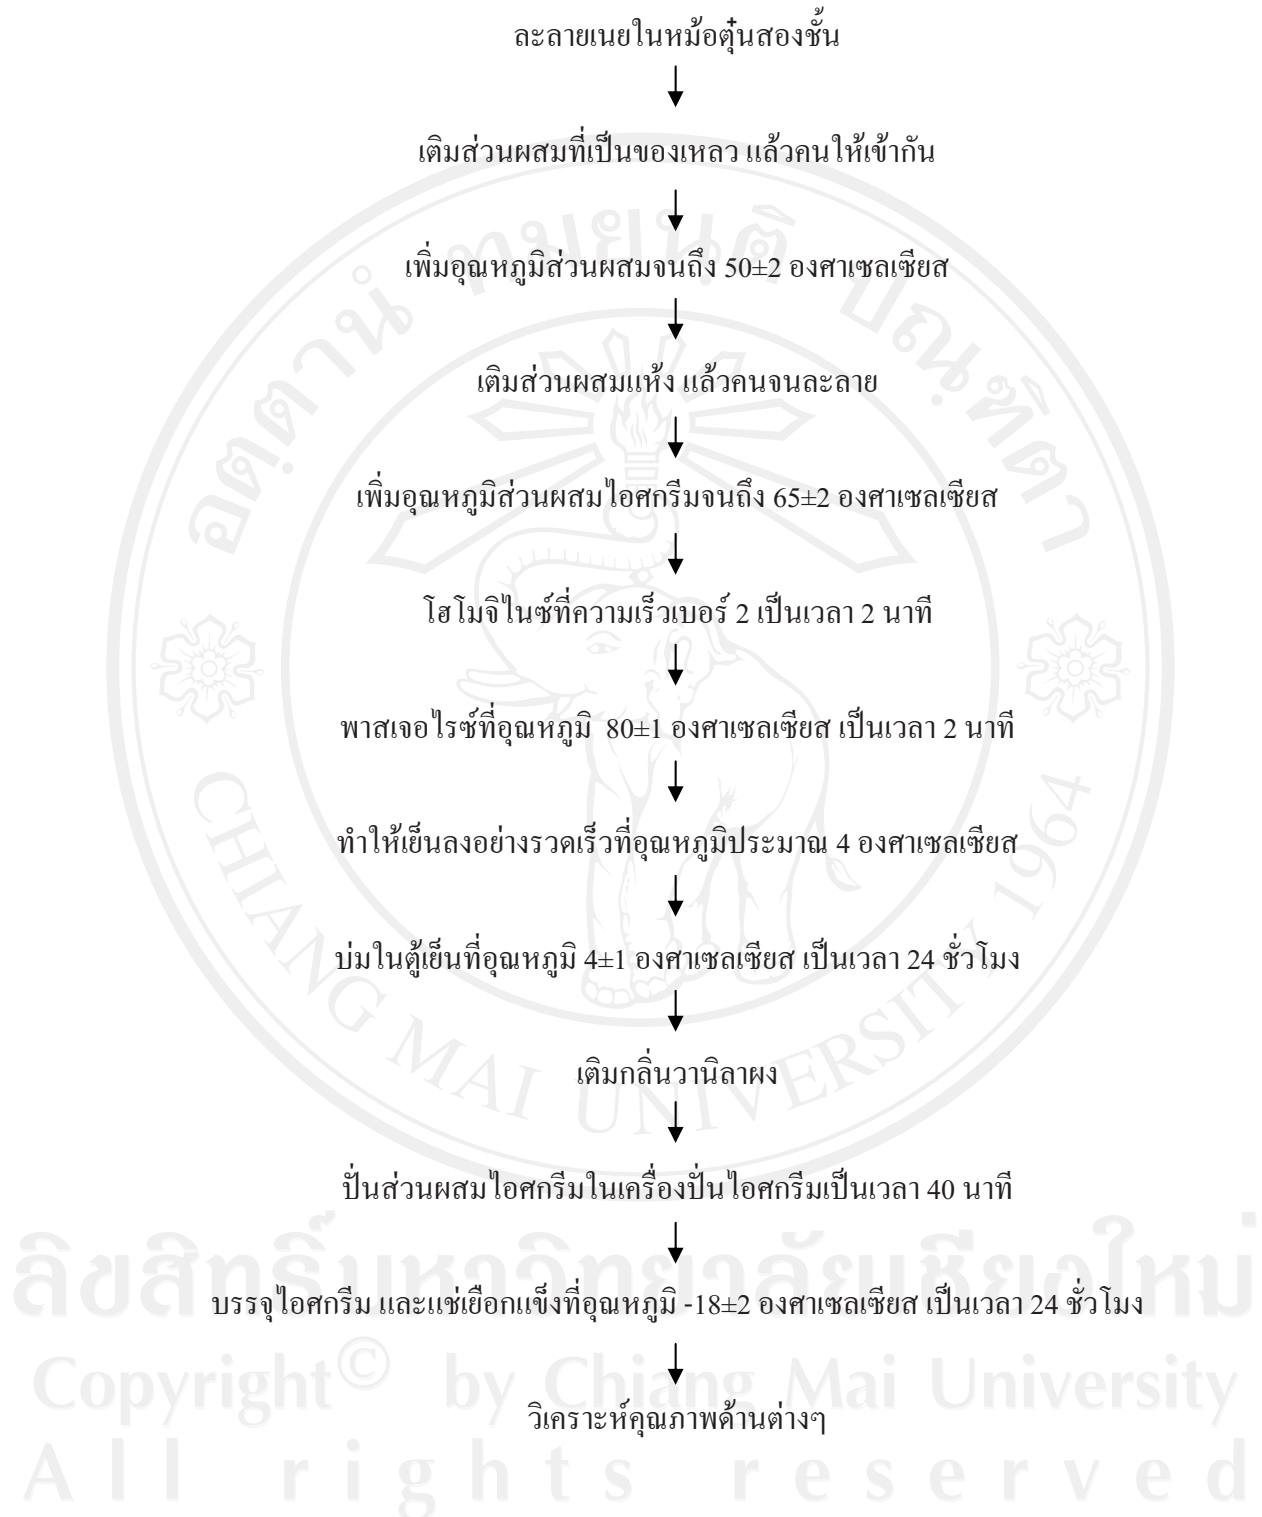 ละลายเนยในหม้อตุ๋นสองชั้น
เติมส่วนผสมที่เป็นของเหลว แล้วคนให้เข้ากัน
เพิ่มอุณหภูมิส่วนผสมจนถึง 50±2 องศาเซลเซียส
เติมส่วนผสมแห้ง แล้วคนจนละลาย
เพิ่มอุณหภูมิส่วนผสมไอศกรีมจนถึง 65±2 องศาเซลเซียส
โฮโมจิไนซ์ที่ความเร็วเบอร์ 2 เป็นเวลา 2 นาที
พาสเจอไรซ์ที่อุณหภูมิ 80±1 องศาเซลเซียส เป็นเวลา 2 นาที
ทำให้เย็นลงอย่างรวดเร็วที่อุณหภูมิประมาณ 4 องศาเซลเซียส
บ่มในตู้เย็นที่อุณหภูมิ 4±1 องศาเซลเซียส เป็นเวลา 24 ชั่วโมง
เติมกลิ่นวานิลาผง
ปั่นส่วนผสมไอศกรีมในเครื่องปั่นไอศกรีมเป็นเวลา 40 นาที
บรรจุไอศกรีม และแช่เยือกแข็งที่อุณหภูมิ -18±2 องศาเซลเซียส เป็นเวลา 24 ชั่วโมง
วิเคราะห์คุณภาพด้านต่างๆ
อตฺตานํ ทมยนฺติ ปณฺฑิตา
CHIANG MAI UNIVERSITY 1964
ลิขสิทธิ์มหาวิทยาลัยเชียงใหม่
Copyright© by Chiang Mai University
All rights reserved